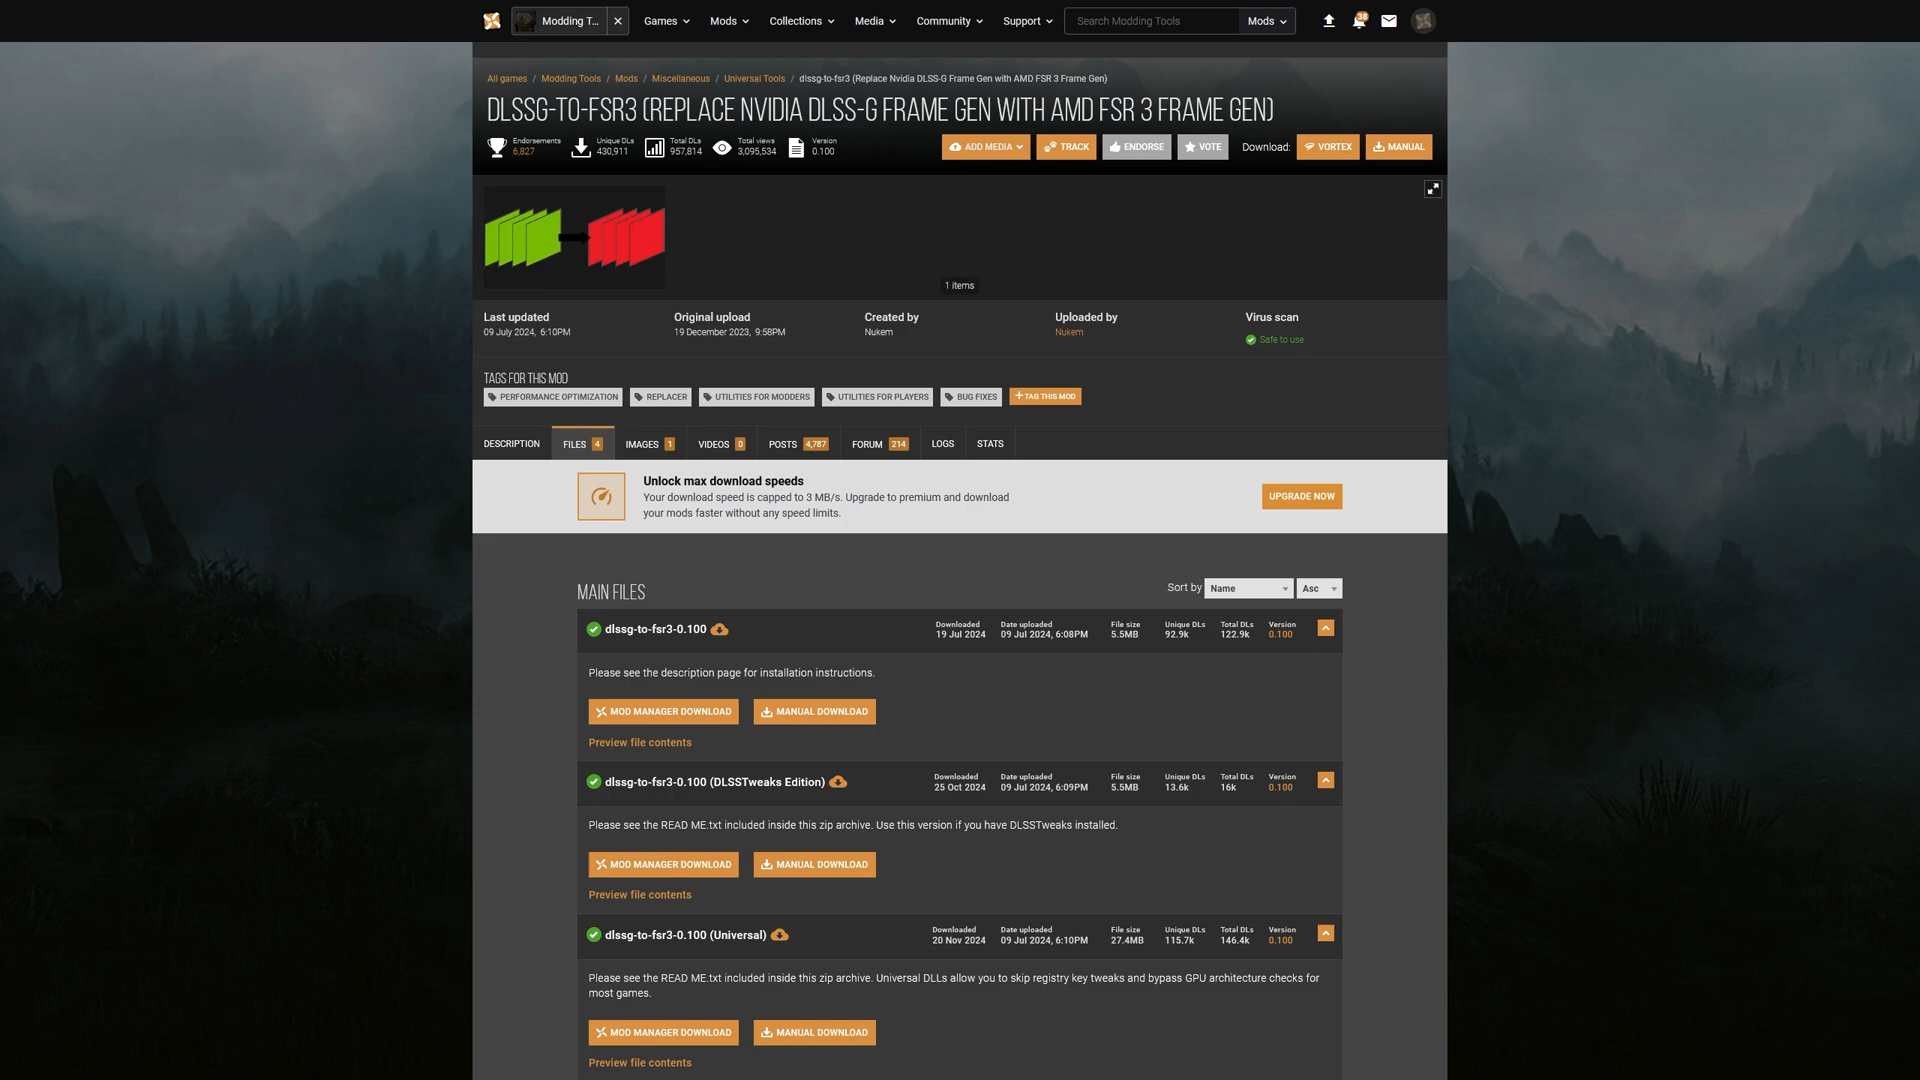 Modding T...
Games
Mods
Collections
Media
Community
Support
Search Modding Tools
Mods
38
All games / Modding Tools / Mods / Miscellaneous / Universal Tools / dlssg-to-fsr3 (Replace Nvidia DLSS-G Frame Gen with AMD FSR 3 Frame Gen)
DLSSG-TO-FSR3 (REPLACE NVIDIA DLSS-G FRAME GEN WITH AMD FSR 3 FRAME GEN)
Endorsements
6,827
Unique DLs
430,911
Total DLs
957,814
Total views
3,095,534
Version
0.100
ADD MEDIA
TRACK
ENDORSE
VOTE
Download:
VORTEX
MANUAL
1 items
Last updated
09 July 2024, 6:10PM
Original upload
19 December 2023, 9:58PM
Created by
Nukem
Uploaded by
Nukem
Virus scan
Safe to use
TAGS FOR THIS MOD
PERFORMANCE OPTIMIZATION
REPLACER
UTILITIES FOR MODDERS
UTILITIES FOR PLAYERS
BUG FIXES
TAG THIS MOD
DESCRIPTION
FILES 4
IMAGES 1
VIDEOS 0
POSTS 4,787
FORUM 214
LOGS
STATS
Unlock max download speeds
Your download speed is capped to 3 MB/s. Upgrade to premium and download
your mods faster without any speed limits.
UPGRADE NOW
MAIN FILES
Sort by
Name
Asc
dlssg-to-fsr3-0.100
Downloaded
19 Jul 2024
Date uploaded
09 Jul 2024, 6:08PM
File size
5.5MB
Unique DLs
92.9k
Total DLs
122.9k
Version
0.100
Please see the description page for installation instructions.
MOD MANAGER DOWNLOAD
MANUAL DOWNLOAD
Preview file contents
dlssg-to-fsr3-0.100 (DLSSTweaks Edition)
Downloaded
25 Oct 2024
Date uploaded
09 Jul 2024, 6:09PM
File size
5.5MB
Unique DLs
13.6k
Total DLs
16k
Version
0.100
Please see the READ ME.txt included inside this zip archive. Use this version if you have DLSSTweaks installed.
MOD MANAGER DOWNLOAD
MANUAL DOWNLOAD
Preview file contents
dlssg-to-fsr3-0.100 (Universal)
Downloaded
20 Nov 2024
Date uploaded
09 Jul 2024, 6:10PM
File size
27.4MB
Unique DLs
115.7k
Total DLs
146.4k
Version
0.100
Please see the READ ME.txt included inside this zip archive. Universal DLLs allow you to skip registry key tweaks and bypass GPU architecture checks for
most games.
MOD MANAGER DOWNLOAD
MANUAL DOWNLOAD
Preview file contents